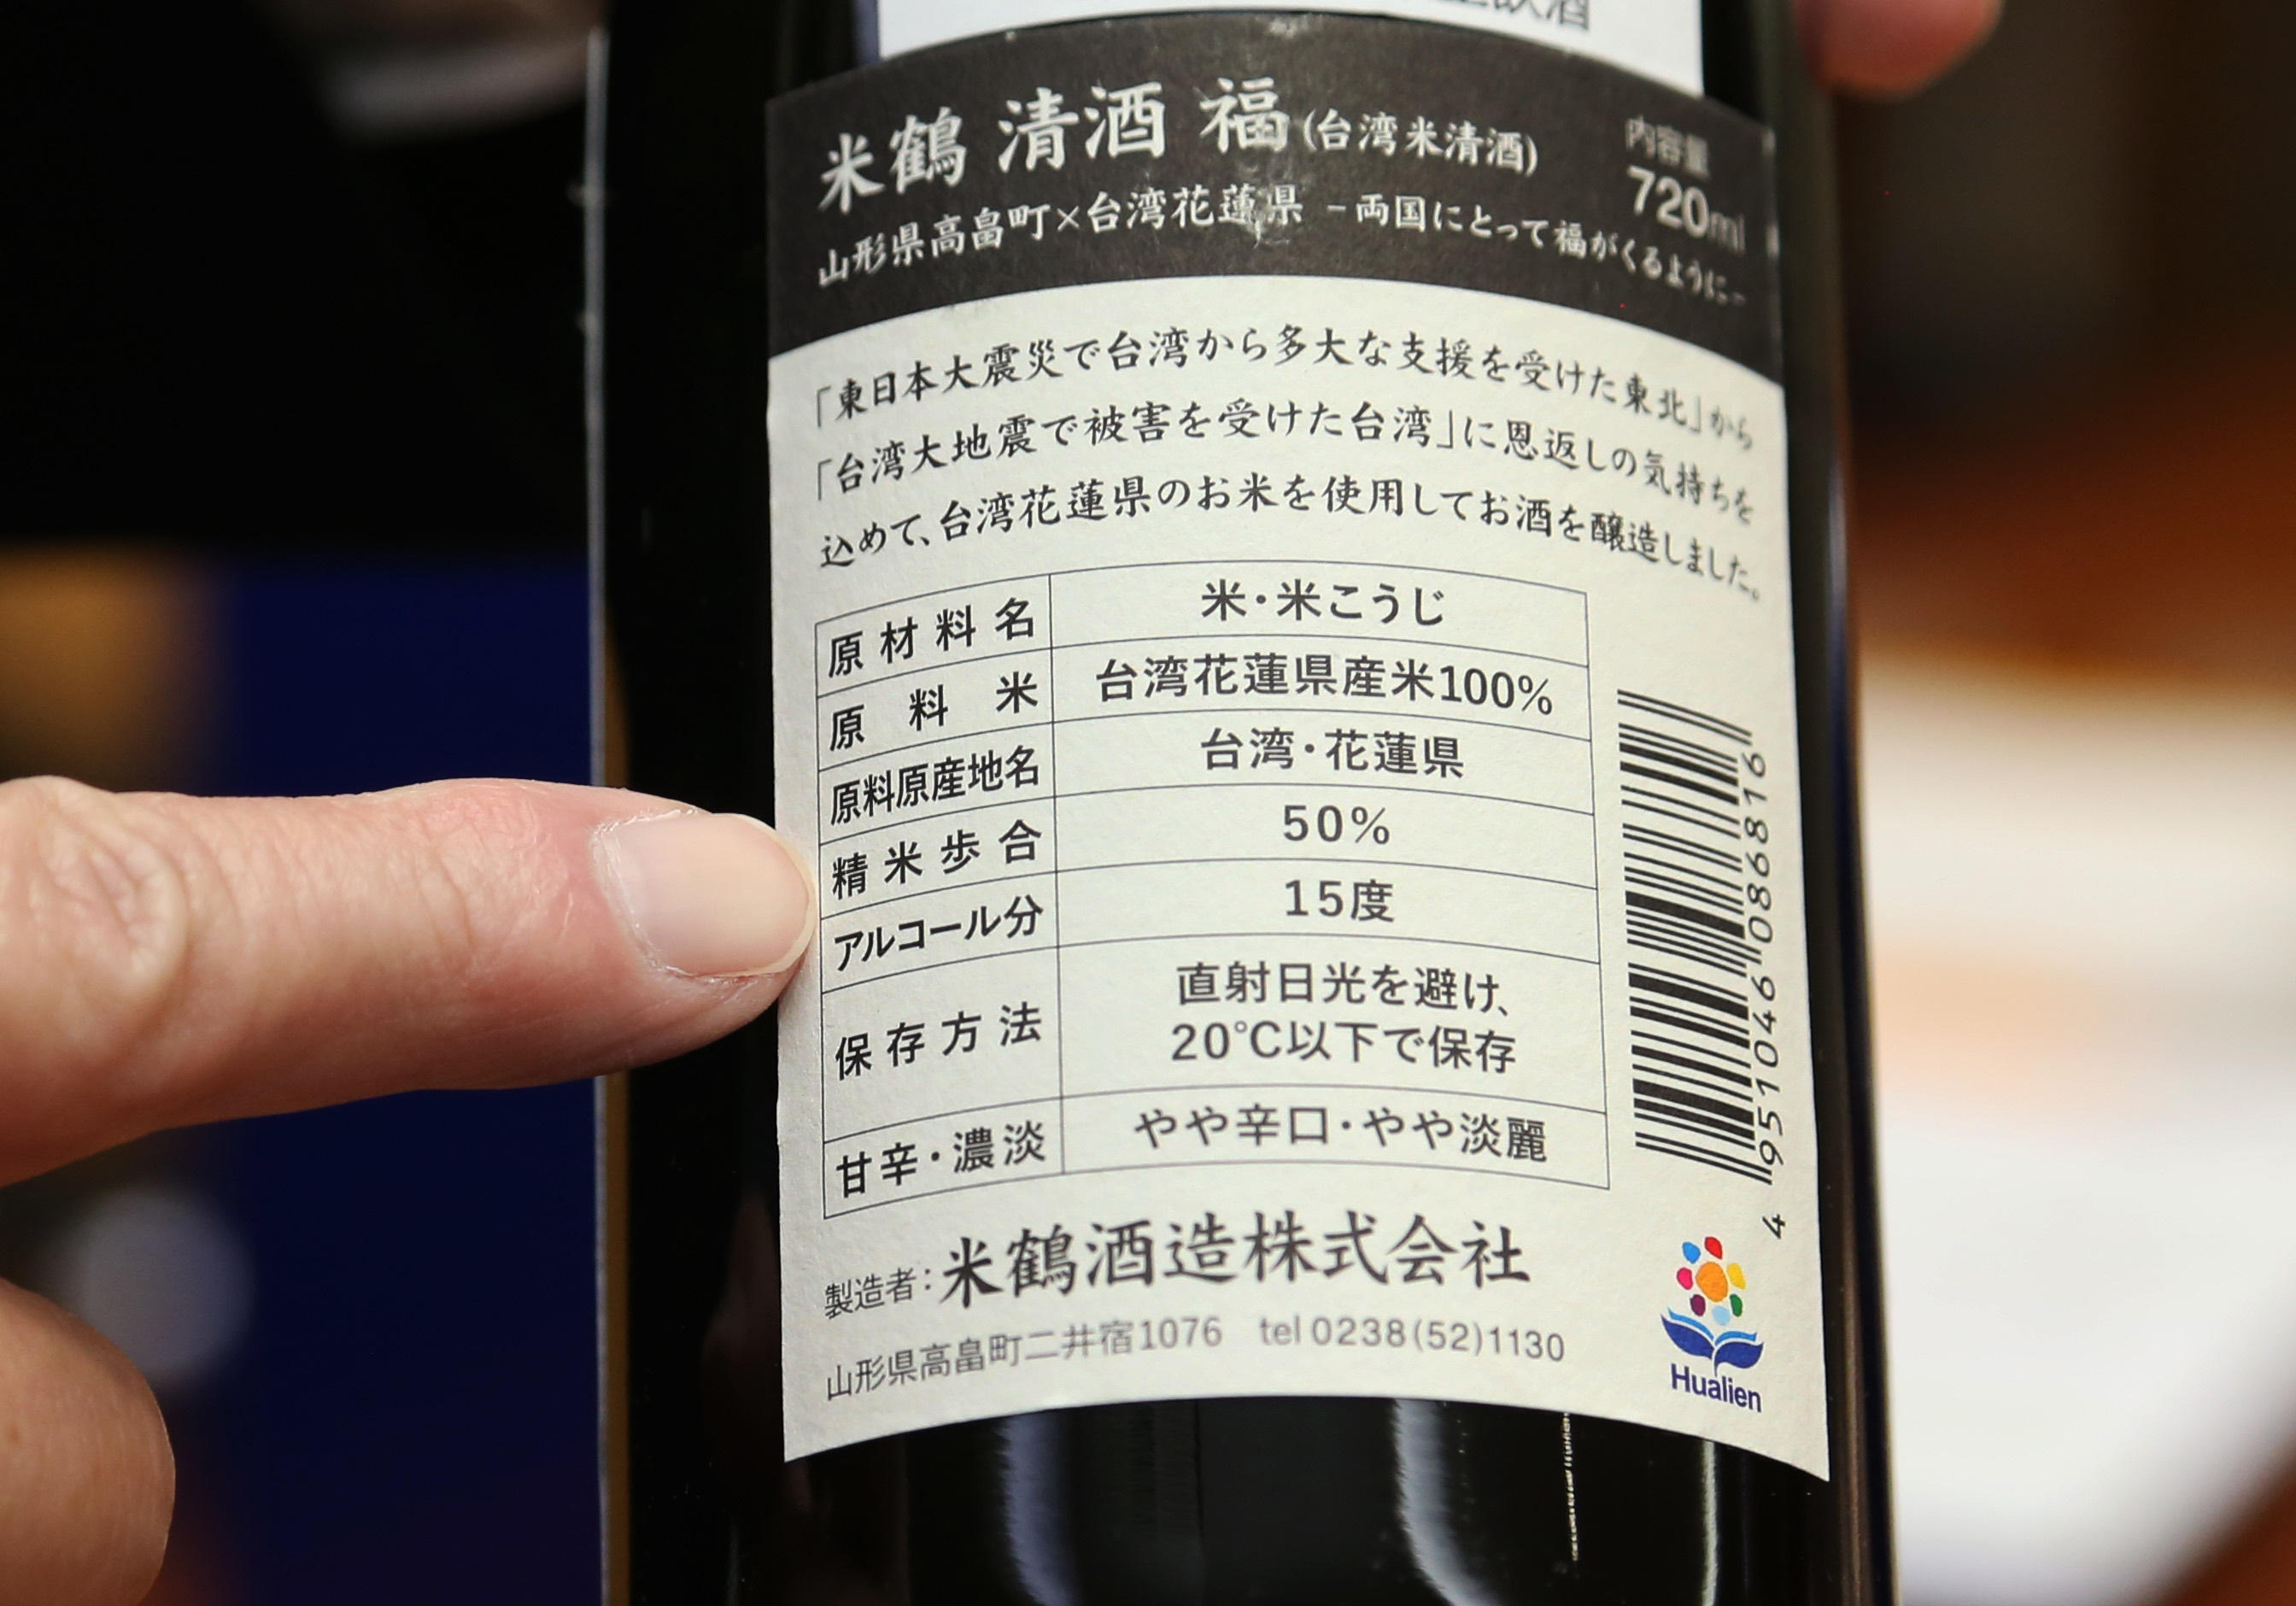 飲酒
米鶴 清酒 福(台湾米清酒)
内容量
720ml
山形県高畠町×台湾花蓮県 -両国にとって福がくるように-
「東日本大震災で台湾から多大な支援を受けた東北」から
「台湾大地震で被害を受けた台湾」に恩返しの気持ちを
込めて、台湾花蓮県のお米を使用してお酒を醸造しました。
原材料名 米・米こうじ
原料米 台湾花蓮県産米100%
原料原産地名 台湾・花蓮県
精米歩合 50%
アルコール分 15度
保存方法 直射日光を避け、
20℃以下で保存
甘辛・濃淡 やや辛口・やや淡麗
4951046086816
製造者:米鶴酒造株式会社
山形県高畠町二井宿1076 tel 0238(52)1130
Hualien